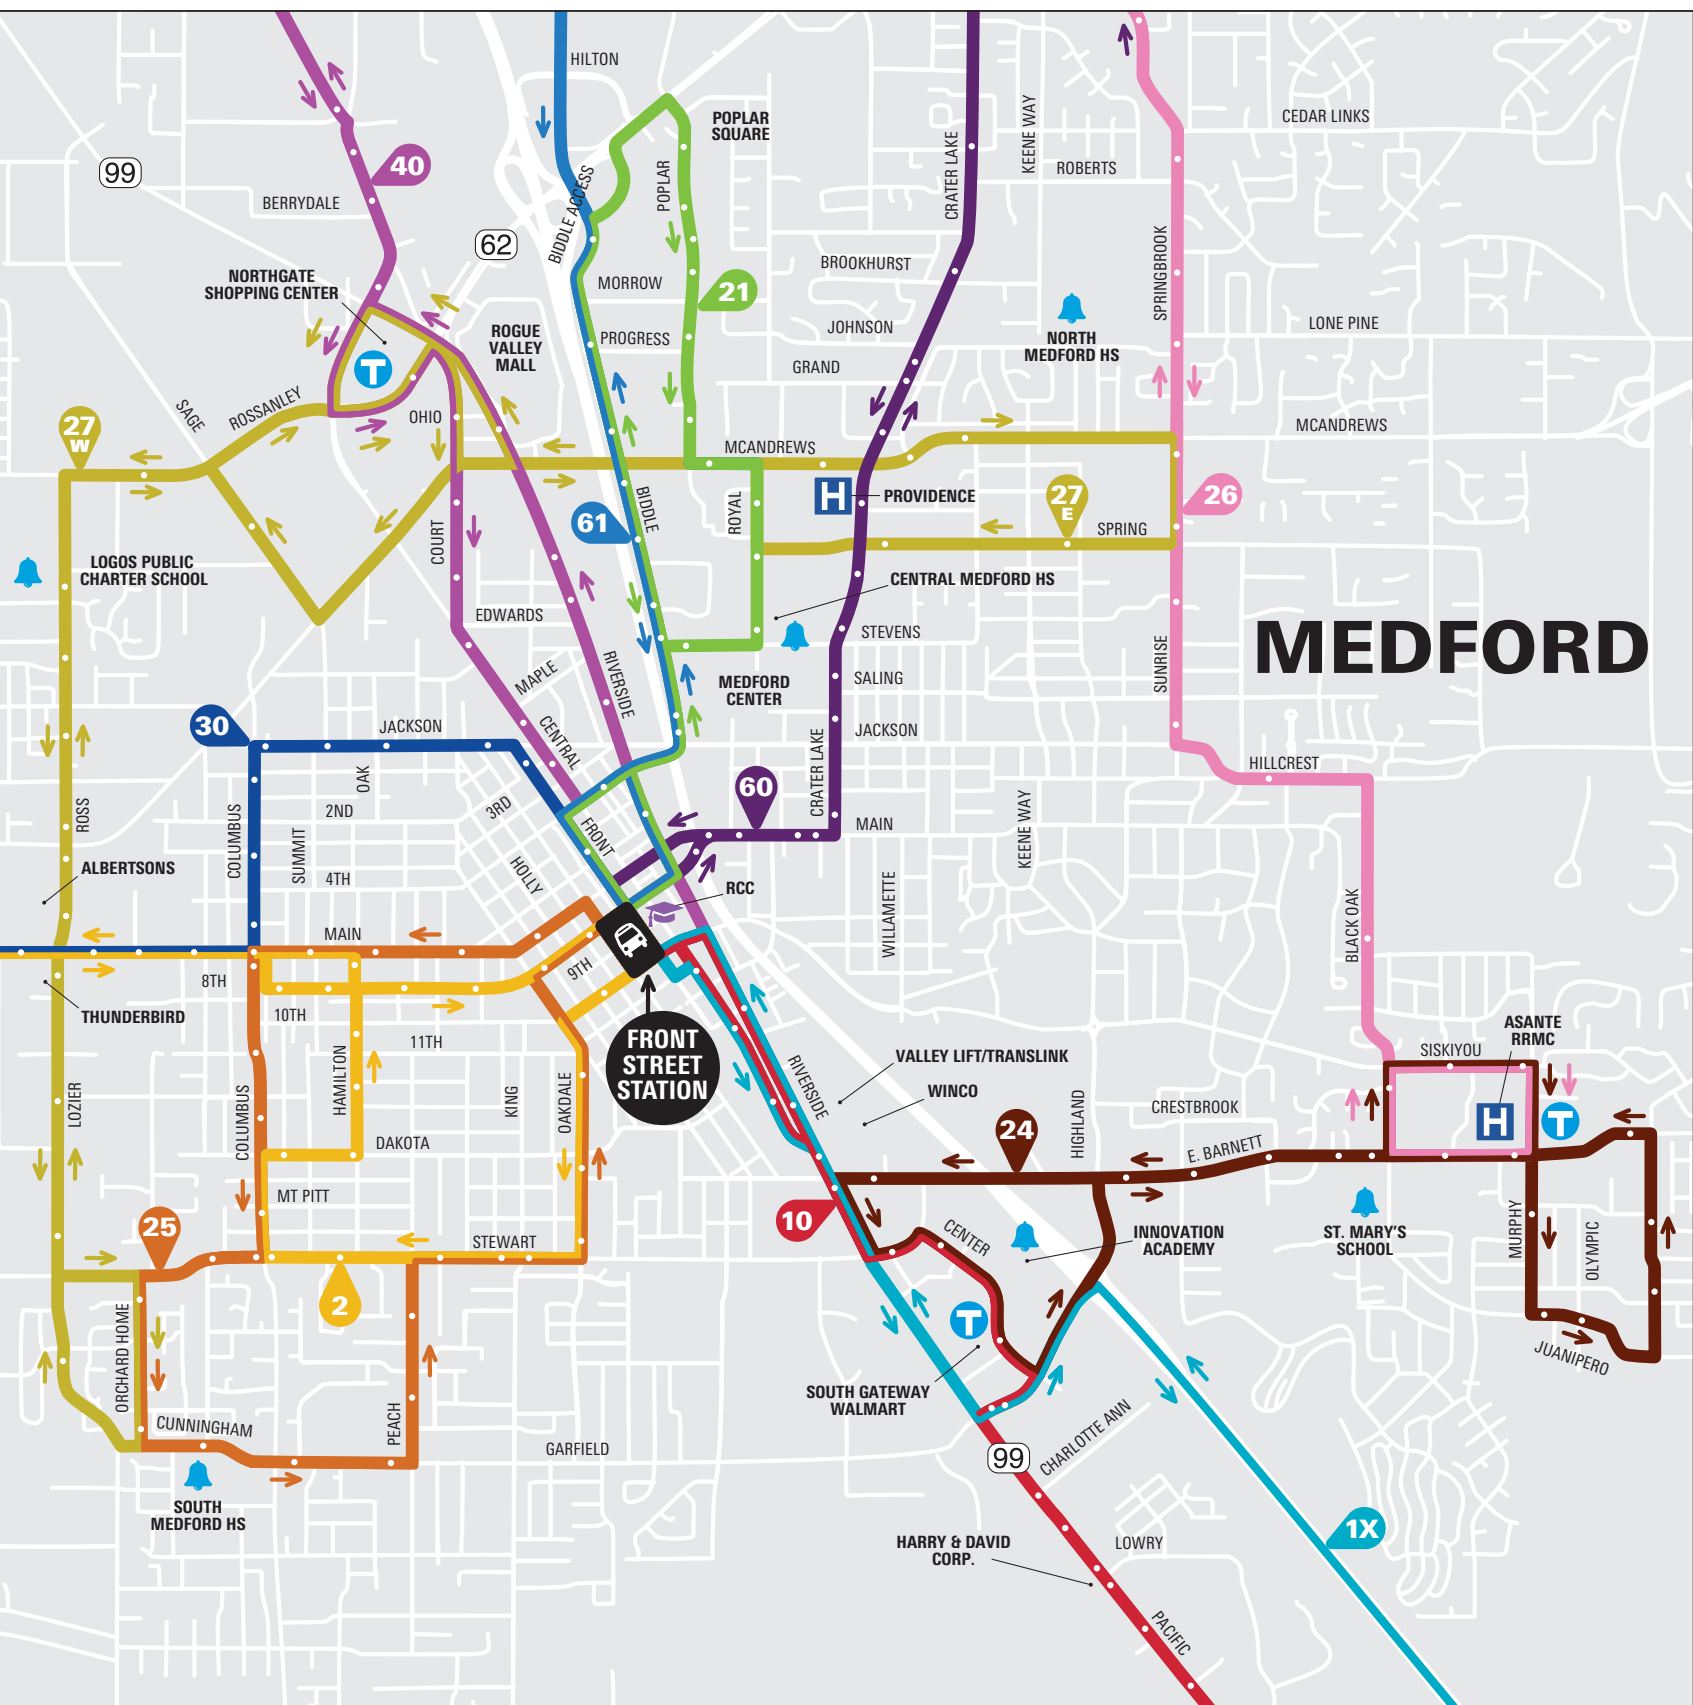 HILTON
POPLAR
SQUARE
KEENE WAY
CEDAR LINKS
CRATER LAKE
ROBERTS
99
40
BERRYDALE
BIDDLE ACCESS
POPLAR
62
SPRINGBROOK
NORTHGATE
SHOPPING CENTER
MORROW
21
BROOKHURST
JOHNSON
LONE PINE
NORTH
MEDFORD HS
ROGUE
VALLEY
MALL
PROGRESS
GRAND
T
SAGE
ROSSANLEY
OHIO
27
W
MCANDREWS
MCANDREWS
H
PROVIDENCE
27
E
26
61
BIDDLE
ROYAL
COURT
SPRING
LOGOS PUBLIC
CHARTER SCHOOL
CENTRAL MEDFORD HS
EDWARDS
STEVENS
MEDFORD
MAPLE
RIVERSIDE
MEDFORD
CENTER
SALING
SUNRISE
30
JACKSON
CENTRAL
JACKSON
CRATER LAKE
HILLCREST
OAK
60
ROSS
COLUMBUS
2ND
3RD
FRONT
MAIN
KEENE WAY
SUMMIT
4TH
HOLLY
ALBERTSONS
RCC
WILLAMETTE
BLACK OAK
MAIN
8TH
9TH
THUNDERBIRD
10TH
11TH
FRONT
STREET
STATION
ASANTE
RRMC
SISKIYOU
VALLEY LIFT/TRANSLINK
WINCO
RIVERSIDE
LOZIER
COLUMBUS
HAMILTON
KING
OAKDALE
DAKOTA
24
HIGHLAND
CRESTBROOK
E. BARNETT
H
T
MT PITT
10
25
STEWART
2
CENTER
INNOVATION
ACADEMY
ST. MARY'S
SCHOOL
MURPHY
OLYMPIC
T
ORCHARD HOME
JUANIPERO
SOUTH GATEWAY
WALMART
PEACH
CUNNINGHAM
GARFIELD
99
CHARLOTTE ANN
SOUTH
MEDFORD HS
HARRY & DAVID
CORP.
LOWRY
1X
PACIFIC